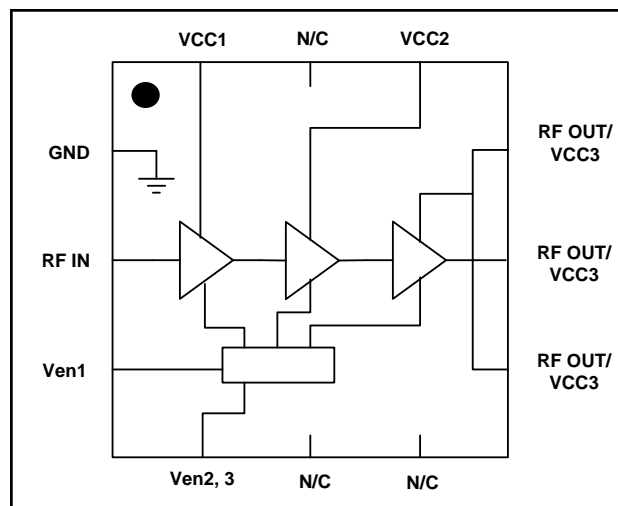 VCC1 N/C VCC2
GND
RF OUT/
VCC3
RF IN
RF OUT/
VCC3
Ven1
RF OUT/
VCC3
Ven2, 3 N/C N/C